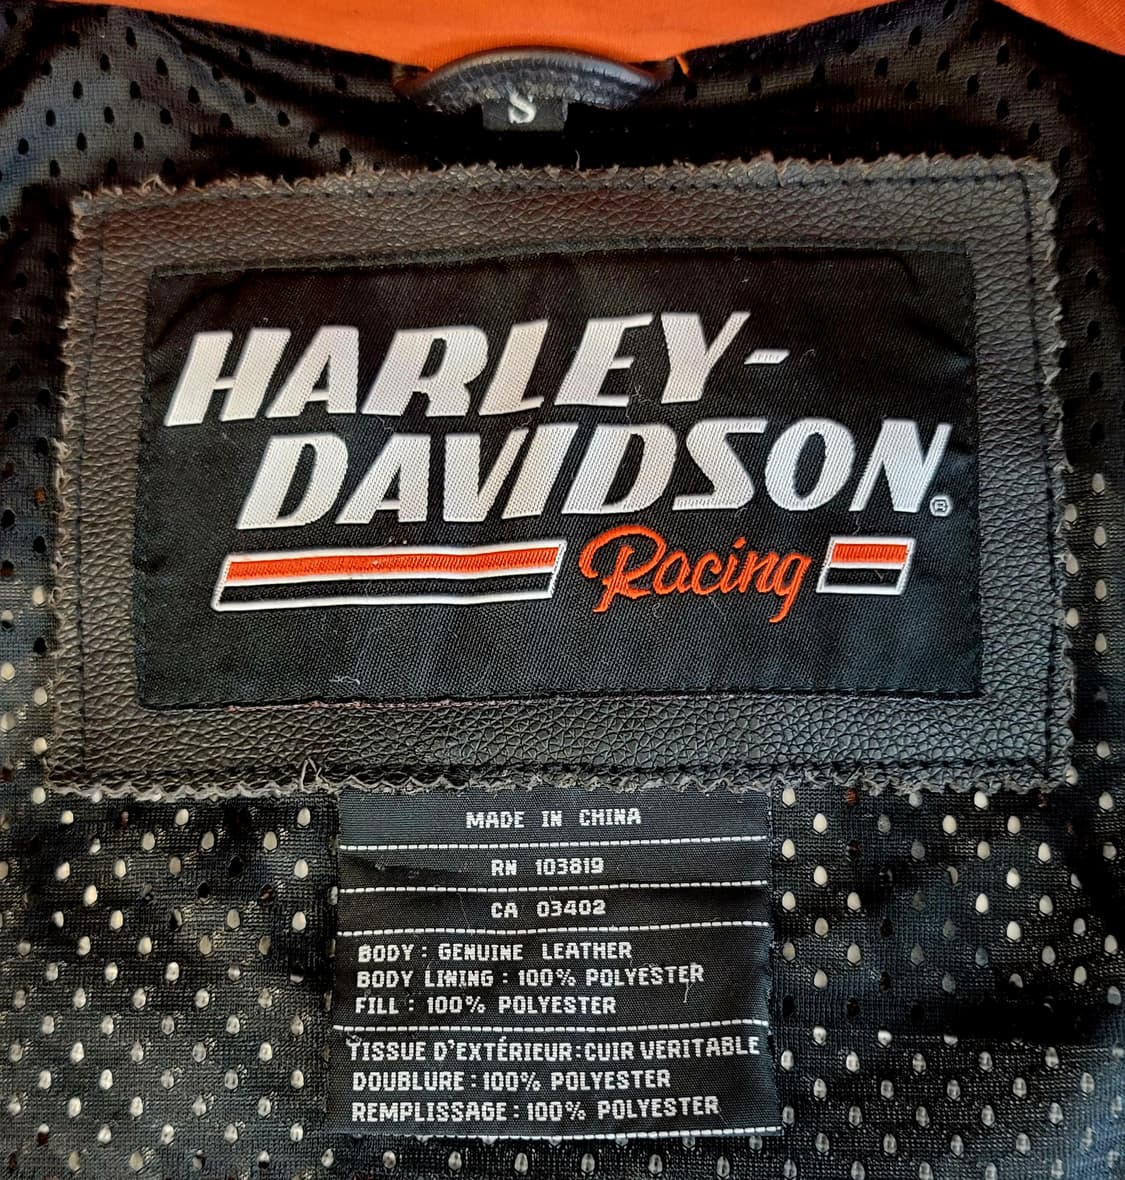 S
HARLEY-
DAVIDSON®
Racing
MADE IN CHINA
RN 103819
CA 03402
BODY : GENUINE LEATHER
BODY LINING : 100% POLYESTER
FILL : 100% POLYESTER
TISSUE D'EXTÉRIEUR:CUIR VERITABLE
DOUBLURE : 100% POLYESTER
REMPLISSAGE : 100% POLYESTER